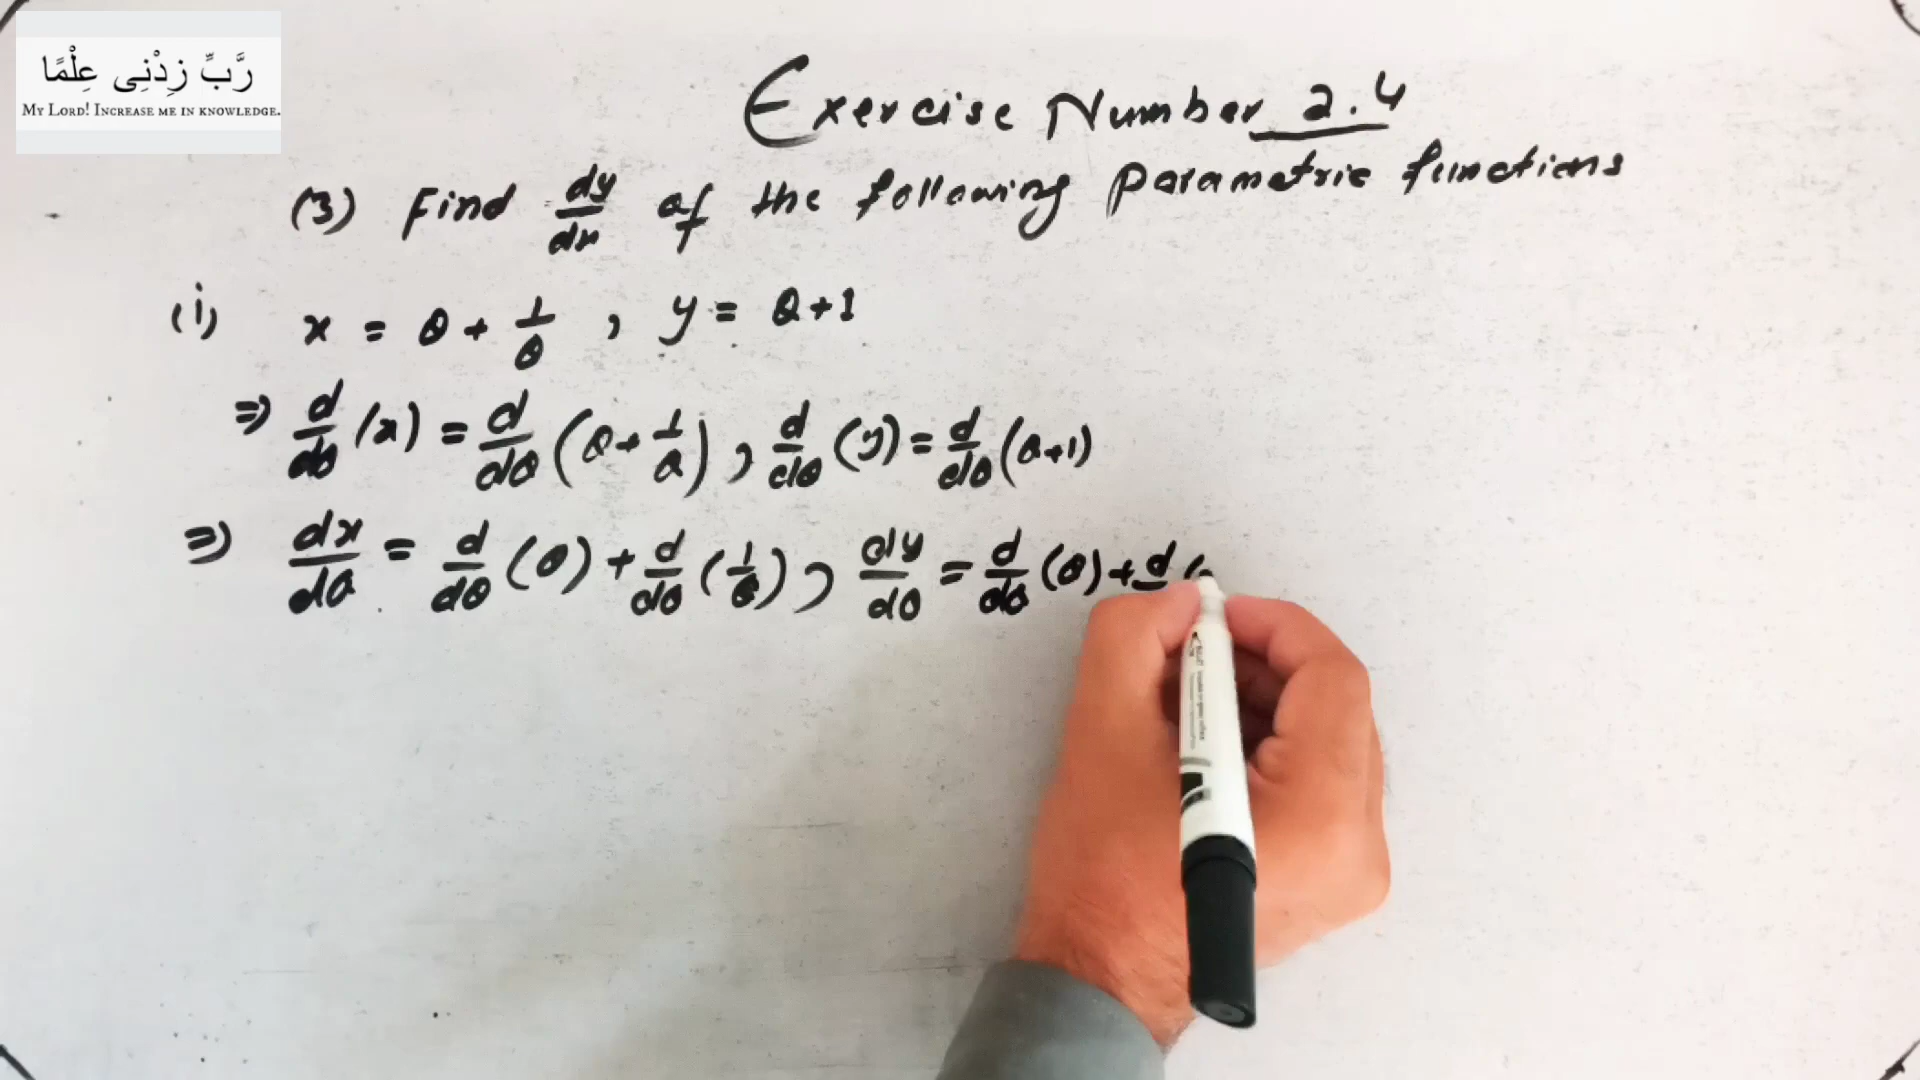 رَّبِّ زِدْنِی عِلْمًا
MY LORD! INCREASE ME IN KNOWLEDGE.
Exercise Number 2.4
(3) Find dy/dx of the following parametric functions
(i) x = θ + 1/θ , y = θ+1
⇒ d/dθ (x) = d/dθ (θ + 1/θ) , d/dθ (y) = d/dθ (θ+1)
⇒ dx/dθ = d/dθ (θ) + d/dθ (1/θ) , dy/dθ = d/dθ (θ) + d (